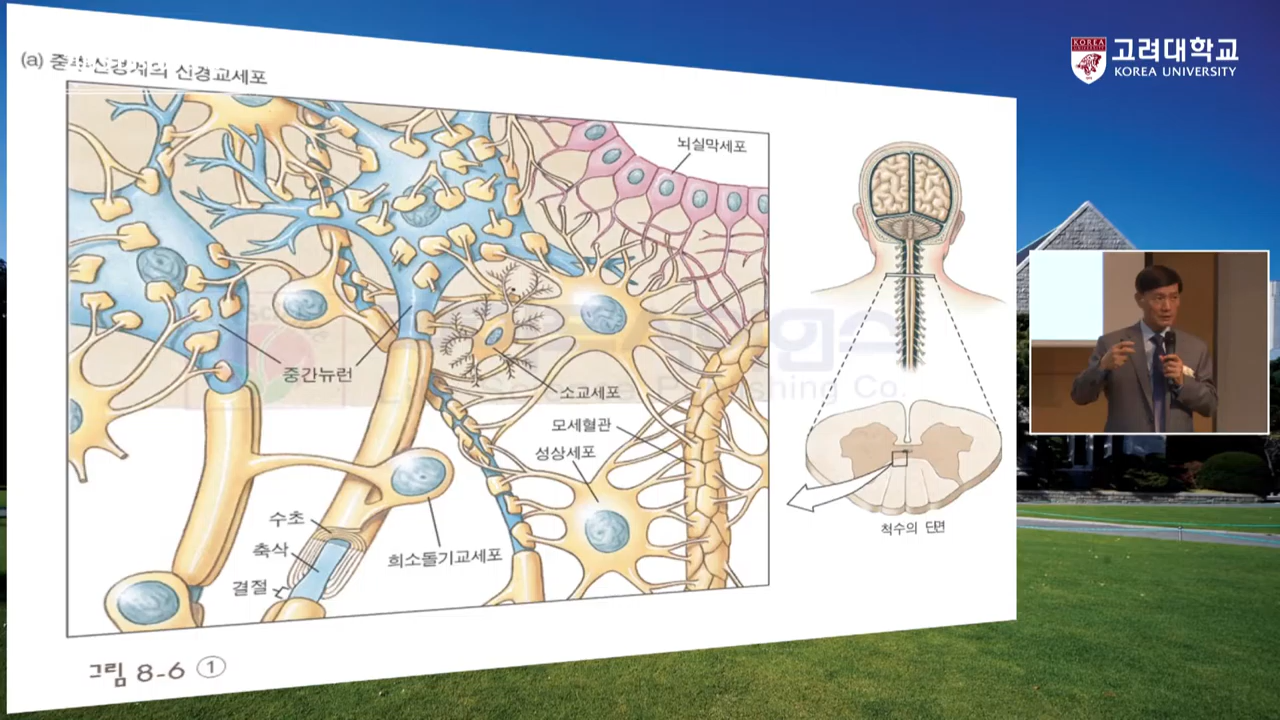 (a) 중추신경계의 신경교세포
뇌실막세포
중간뉴런
소교세포
모세혈관
성상세포
수초
축삭
희소돌기교세포
결절
척수의 단면
그림 8-6 ①
KOREA
UNIVERSITY
고려대학교
KOREA UNIVERSITY